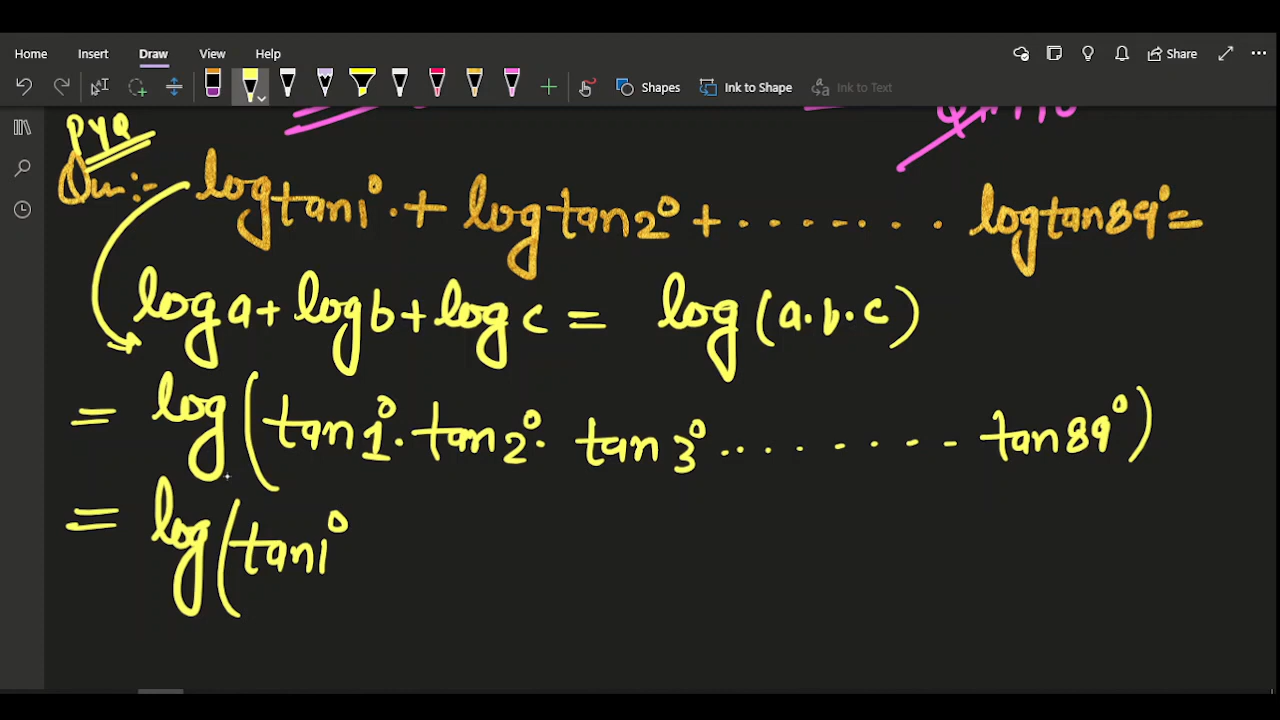 Home Insert Draw View Help Share
Shapes Ink to Shape Ink to Text
PYQ
Qu:- log tan1° + log tan2° + ....... log tan89° =
log a + log b + log c = log (a·b·c)
= log (tan1°· tan2°· tan3° ........ tan89°)
= log (tan1°